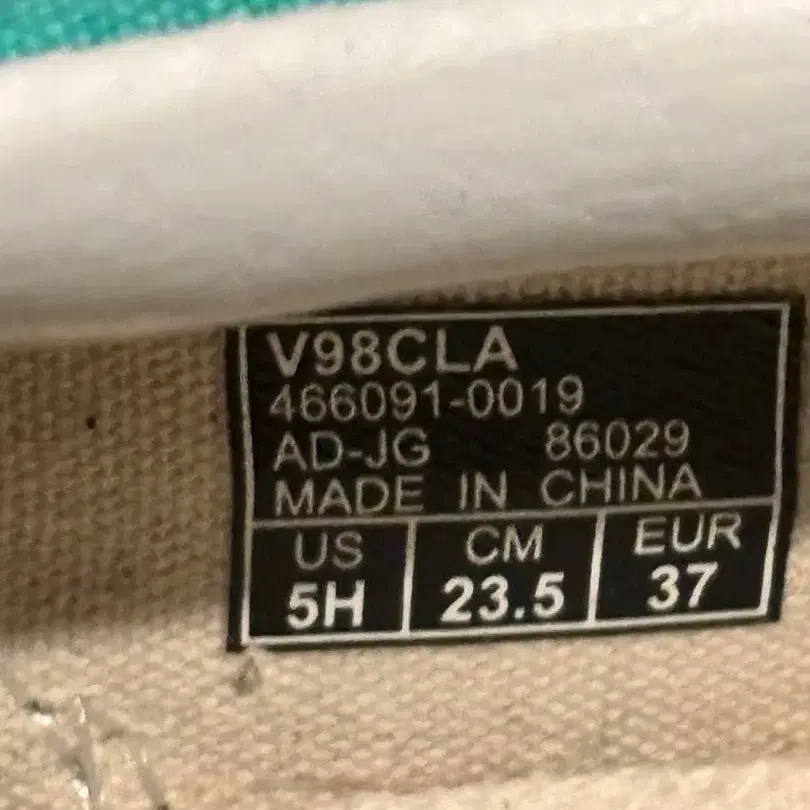 V98CLA
466091-0019
AD-JG 86029
MADE IN CHINA
US CM EUR
5H 23.5 37